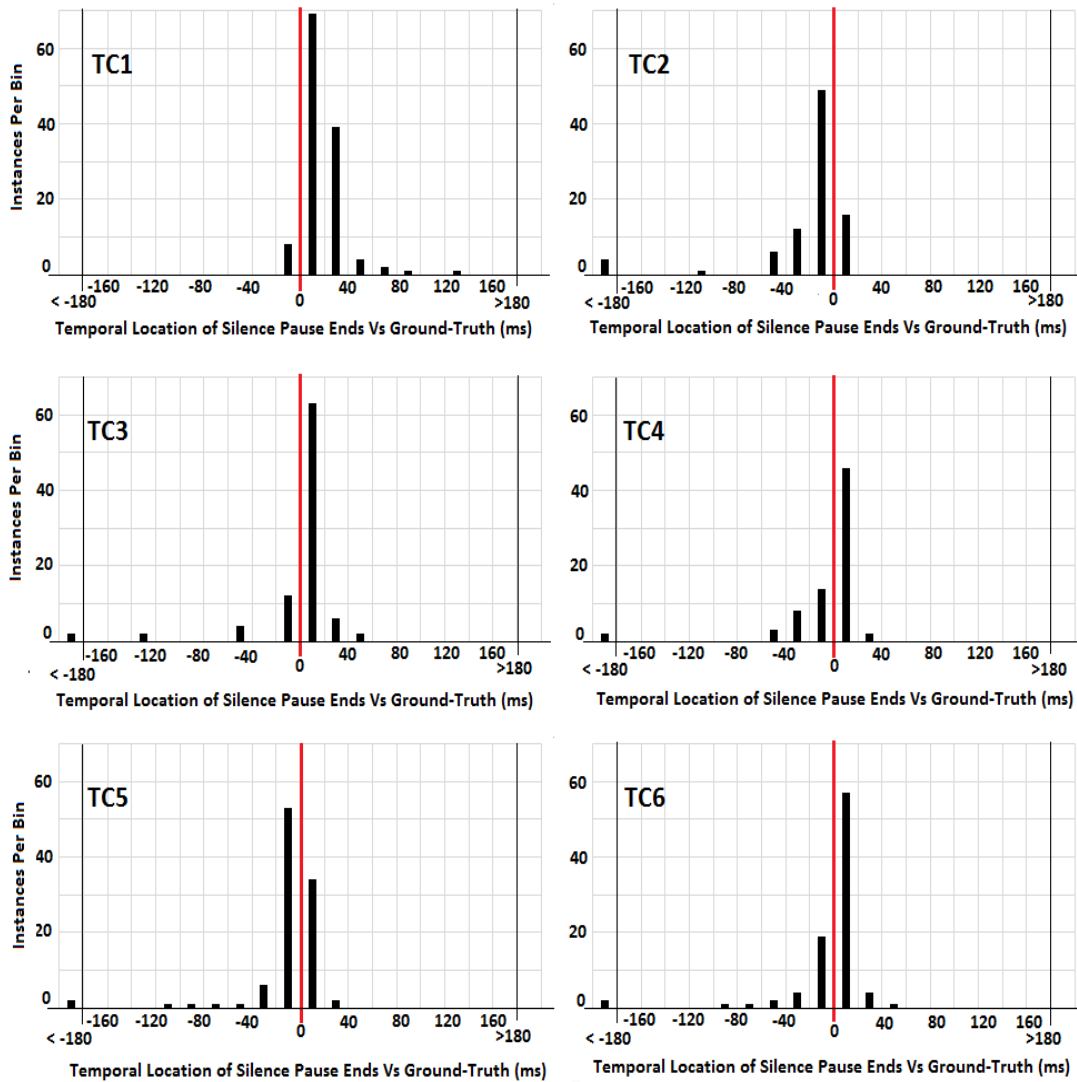 TC1
Instances Per Bin
60
40
20
0
-160 -120 -80 -40 0 40 80 120 160
< -180 >180
Temporal Location of Silence Pause Ends Vs Ground-Truth (ms)
TC2
60
40
20
0
-160 -120 -80 -40 0 40 80 120 160
< -180 >180
Temporal Location of Silence Pause Ends Vs Ground-Truth (ms)
TC3
Instances Per Bin
60
40
20
0
-160 -120 -80 -40 0 40 80 120 160
< -180 >180
Temporal Location of Silence Pause Ends Vs Ground-Truth (ms)
TC4
60
40
20
0
-160 -120 -80 -40 0 40 80 120 160
< -180 >180
Temporal Location of Silence Pause Ends Vs Ground-Truth (ms)
TC5
Instances Per Bin
60
40
20
0
-160 -120 -80 -40 0 40 80 120 160
< -180 >180
Temporal Location of Silence Pause Ends Vs Ground-Truth (ms)
TC6
60
40
20
0
-160 -120 -80 -40 0 40 80 120 160
< -180 >180
Temporal Location of Silence Pause Ends Vs Ground-Truth (ms)